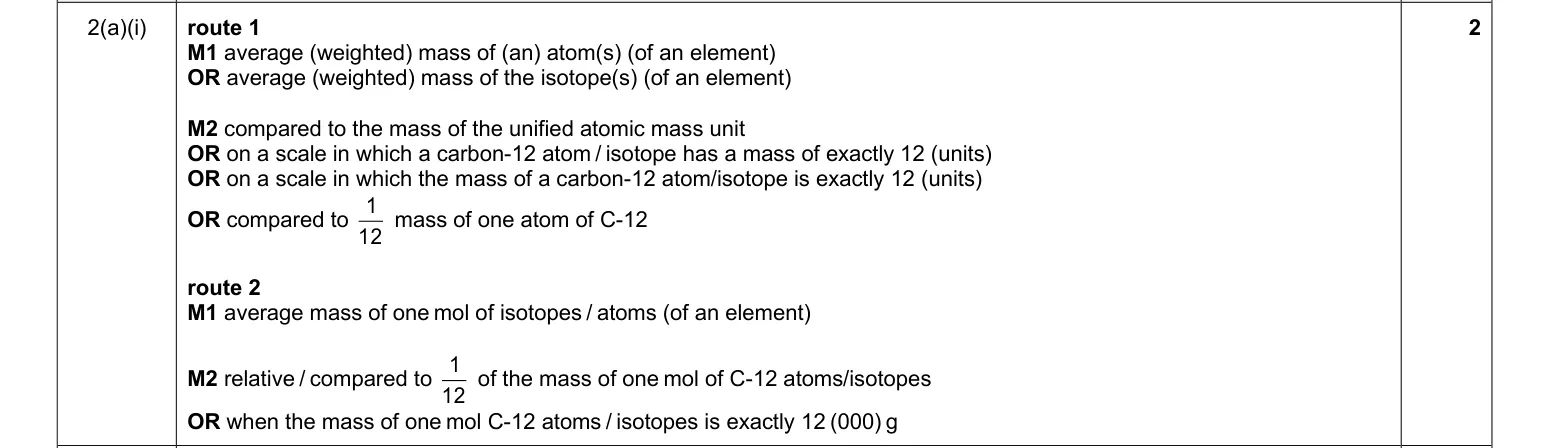 2(a)(i)
route 1
2
M1 average (weighted) mass of (an) atom(s) (of an element)
OR average (weighted) mass of the isotope(s) (of an element)
M2 compared to the mass of the unified atomic mass unit
OR on a scale in which a carbon-12 atom / isotope has a mass of exactly 12 (units)
OR on a scale in which the mass of a carbon-12 atom/isotope is exactly 12 (units)
OR compared to 1/12 mass of one atom of C-12
route 2
M1 average mass of one mol of isotopes / atoms (of an element)
M2 relative / compared to 1/12 of the mass of one mol of C-12 atoms/isotopes
OR when the mass of one mol C-12 atoms / isotopes is exactly 12 (000) g